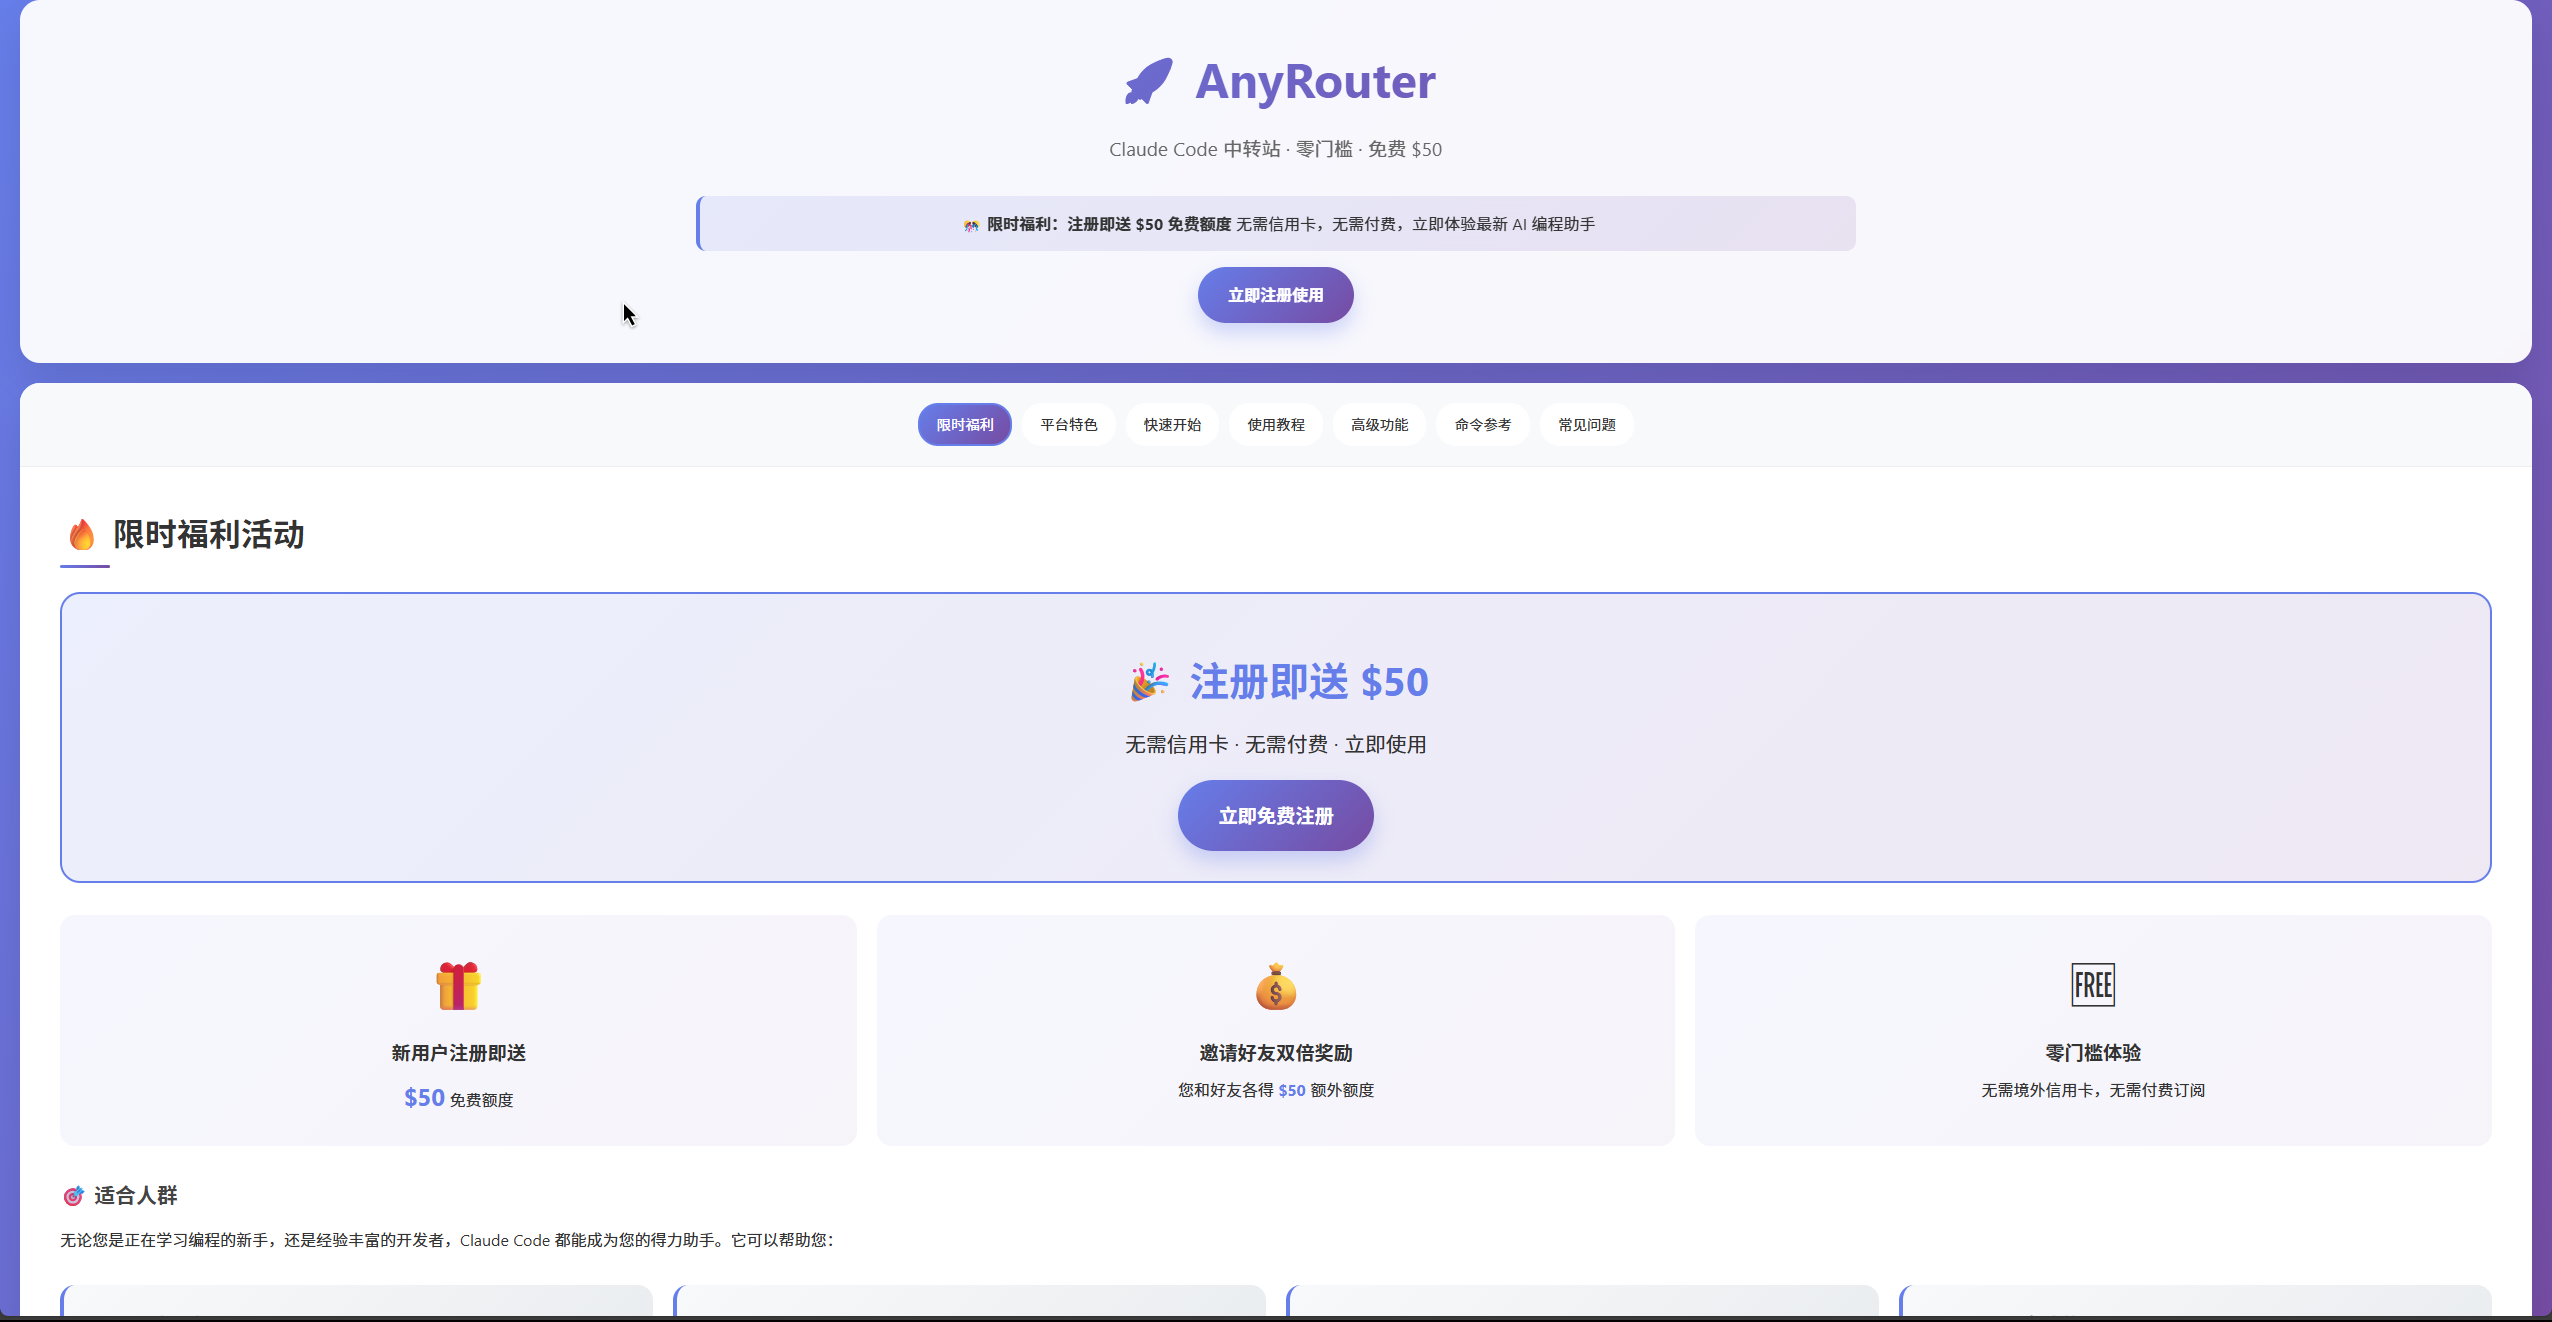 AnyRouter
Claude Code 中转站 · 零门槛 · 免费 $50
限时福利：注册即送 $50 免费额度 无需信用卡，无需付费，立即体验最新 AI 编程助手
立即注册使用
限时福利 平台特色 快速开始 使用教程 高级功能 命令参考 常见问题
限时福利活动
注册即送 $50
无需信用卡 · 无需付费 · 立即使用
立即免费注册
新用户注册即送
$50 免费额度
邀请好友双倍奖励
您和好友各得 $50 额外额度
FREE
零门槛体验
无需境外信用卡，无需付费订阅
适合人群
无论您是正在学习编程的新手，还是经验丰富的开发者，Claude Code 都能成为您的得力助手。它可以帮助您：